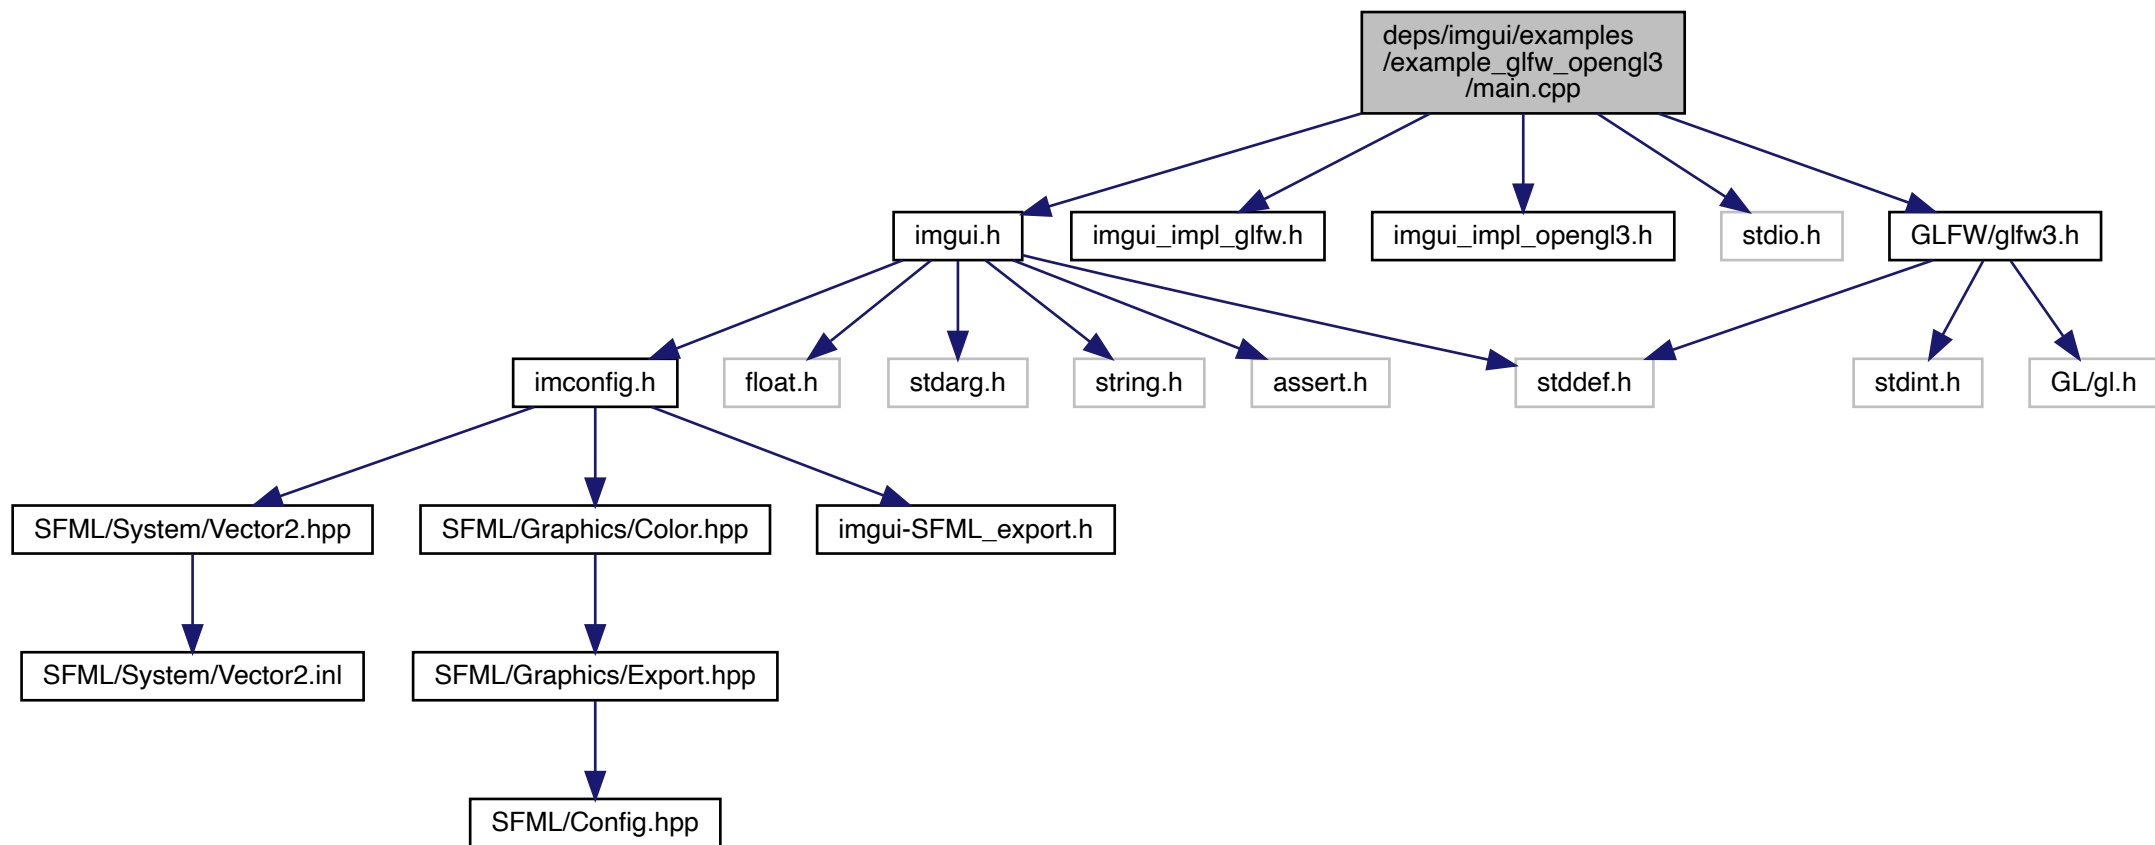 deps/imgui/examples
/example_glfw_opengl3
/main.cpp
imgui.h
imgui_impl_glfw.h
imgui_impl_opengl3.h
stdio.h
GLFW/glfw3.h
imconfig.h
float.h
stdarg.h
string.h
assert.h
stddef.h
stdint.h
GL/gl.h
SFML/System/Vector2.hpp
SFML/Graphics/Color.hpp
imgui-SFML_export.h
SFML/System/Vector2.inl
SFML/Graphics/Export.hpp
SFML/Config.hpp